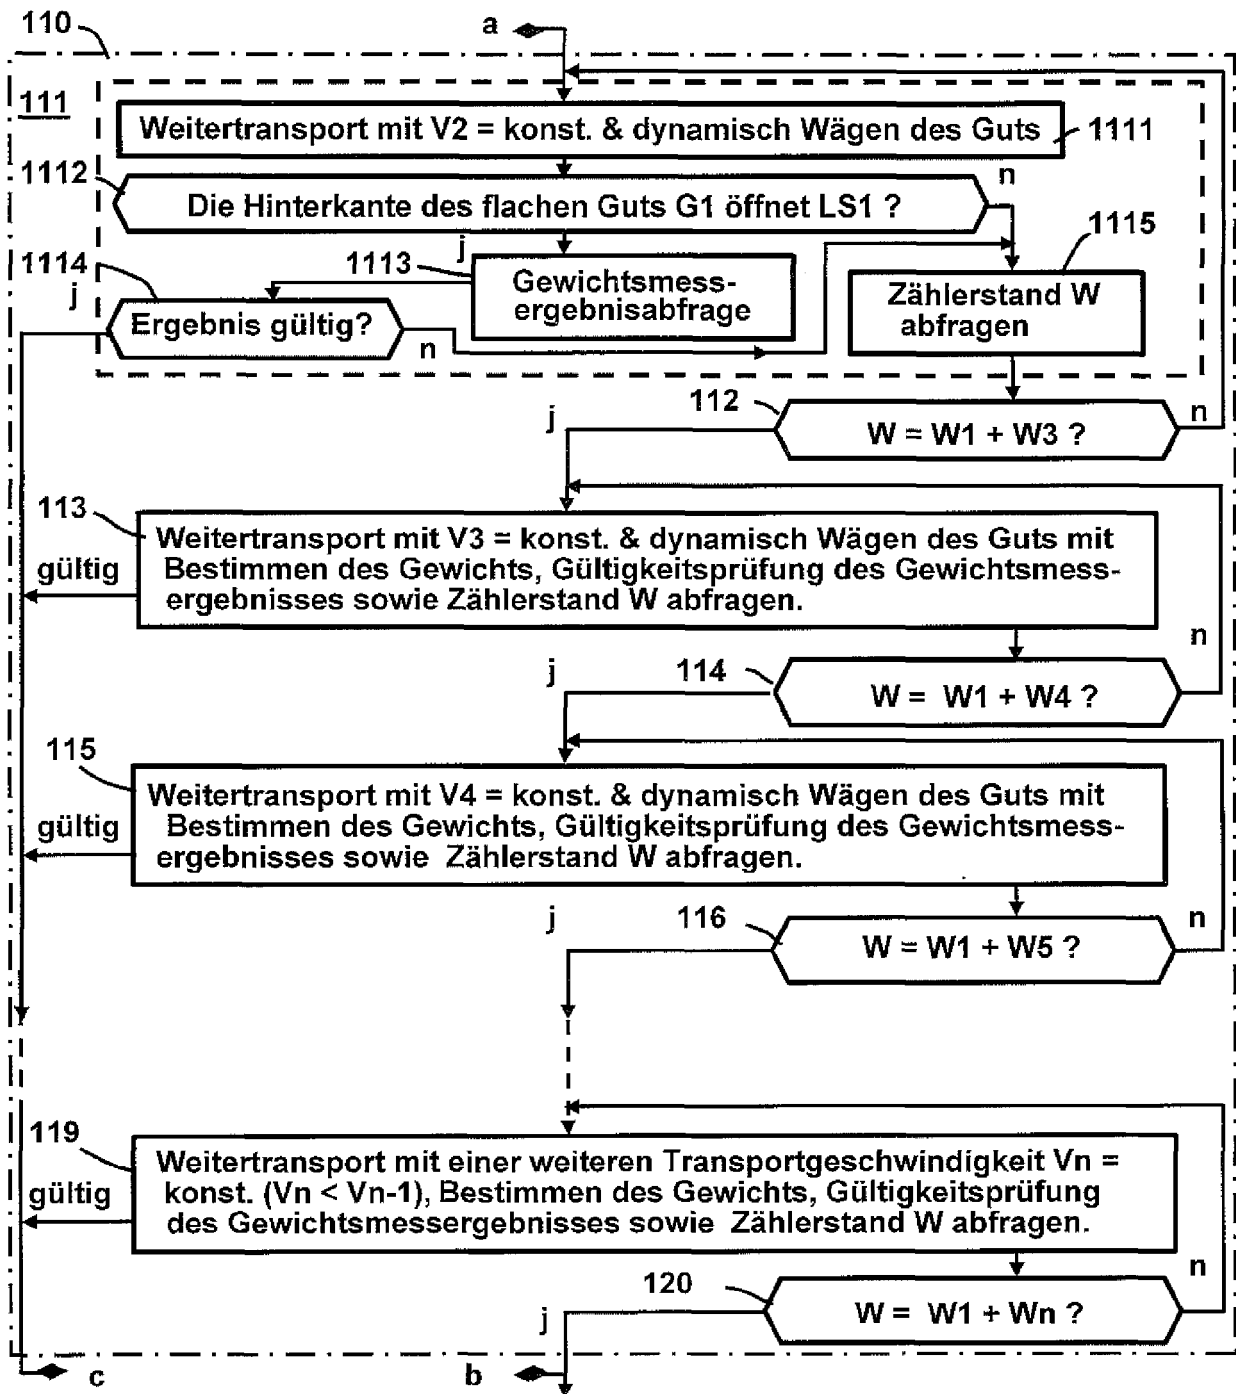 110
a
111
Weitertransport mit V2 = konst. & dynamisch Wägen des Guts
1111
1112
n
Die Hinterkante des flachen Guts G1 öffnet LS1 ?
1115
j
1113
1114
j
Gewichtsmess-
ergebnisabfrage
Zählerstand W
abfragen
Ergebnis gültig?
n
112
j
n
W = W1 + W3 ?
113
Weitertransport mit V3 = konst. & dynamisch Wägen des Guts mit
Bestimmen des Gewichts, Gültigkeitsprüfung des Gewichtsmess-
ergebnisses sowie Zählerstand W abfragen.
gültig
n
j
114
W = W1 + W4 ?
115
Weitertransport mit V4 = konst. & dynamisch Wägen des Guts mit
Bestimmen des Gewichts, Gültigkeitsprüfung des Gewichtsmess-
ergebnisses sowie Zählerstand W abfragen.
gültig
j
116
n
W = W1 + W5 ?
119
Weitertransport mit einer weiteren Transportgeschwindigkeit Vn =
konst. (Vn < Vn-1), Bestimmen des Gewichts, Gültigkeitsprüfung
des Gewichtsmessergebnisses sowie Zählerstand W abfragen.
gültig
n
120
j
W = W1 + Wn ?
c
b